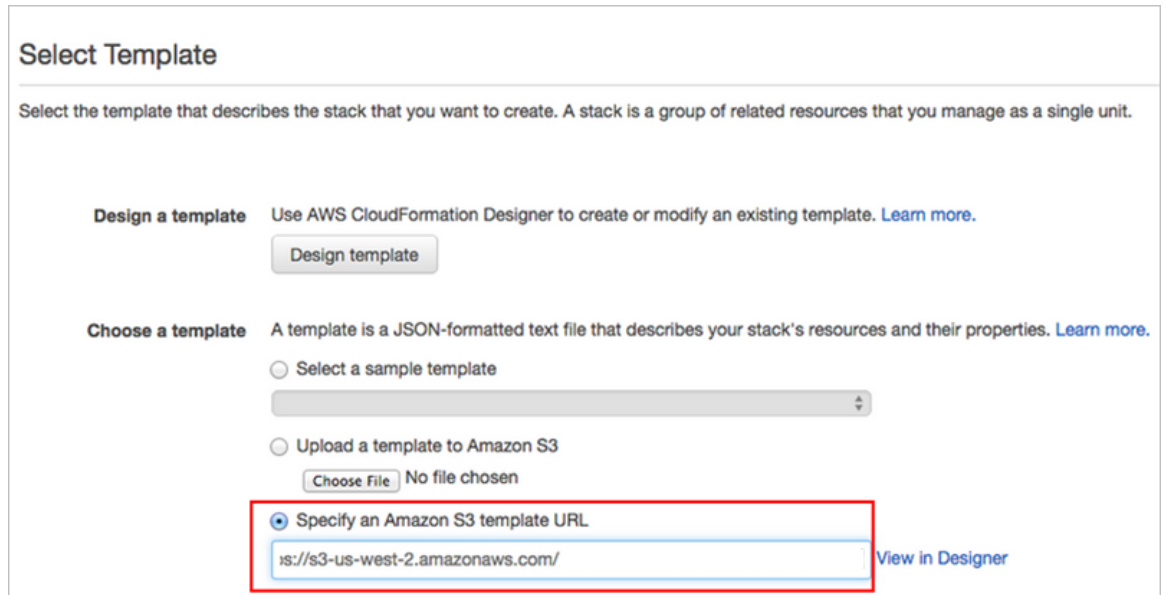 Select Template
Select the template that describes the stack that you want to create. A stack is a group of related resources that you manage as a single unit.
Design a template Use AWS CloudFormation Designer to create or modify an existing template. Learn more.
Design template
Choose a template A template is a JSON-formatted text file that describes your stack's resources and their properties. Learn more.
Select a sample template
Upload a template to Amazon S3
Choose File No file chosen
Specify an Amazon S3 template URL
s://s3-us-west-2.amazonaws.com/ View in Designer